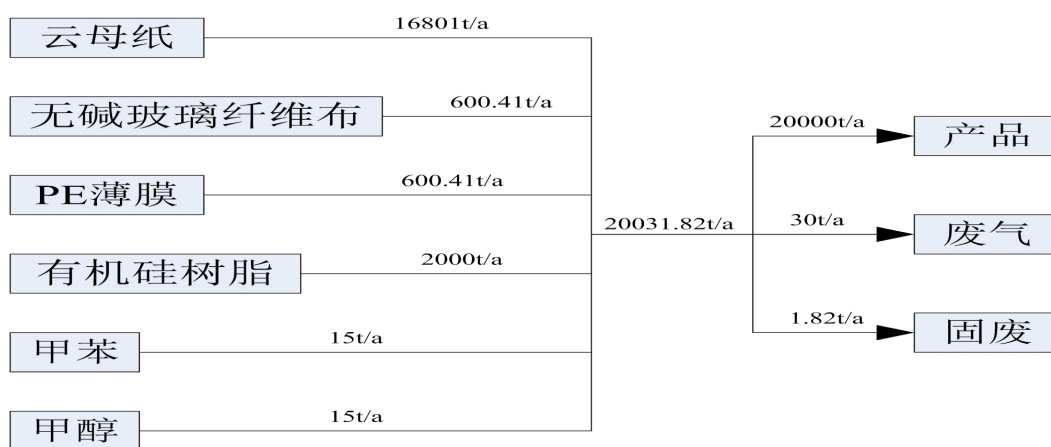 云母纸
16801t/a
无碱玻璃纤维布
600.41t/a
PE薄膜
600.41t/a
有机硅树脂
2000t/a
甲苯
15t/a
甲醇
15t/a
20031.82t/a
20000t/a
产品
30t/a
废气
1.82t/a
固废